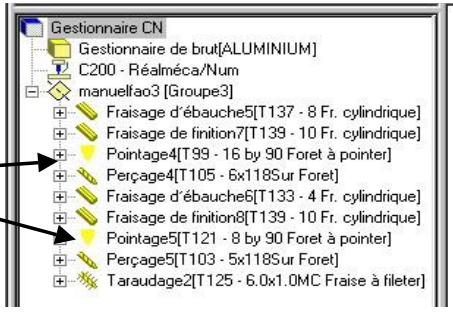 Gestionnaire CN
Gestionnaire de brut[ALUMINIUM]
C200 - Réalméca/Num
manuelfao3 [Groupe3]
Fraisage d'ébauche5[T137 - 8 Fr. cylindrique]
Fraisage de finition7[T139 - 10 Fr. cylindrique]
Pointage4[T99 - 16 by 90 Foret à pointer]
Perçage4[T105 - 6x118Sur Foret]
Fraisage d'ébauche6[T133 - 4 Fr. cylindrique]
Fraisage de finition8[T139 - 10 Fr. cylindrique]
Pointage5[T121 - 8 by 90 Foret à pointer]
Perçage5[T103 - 5x118Sur Foret]
Taraudage2[T125 - 6.0x1.0MC Fraise à fileter]